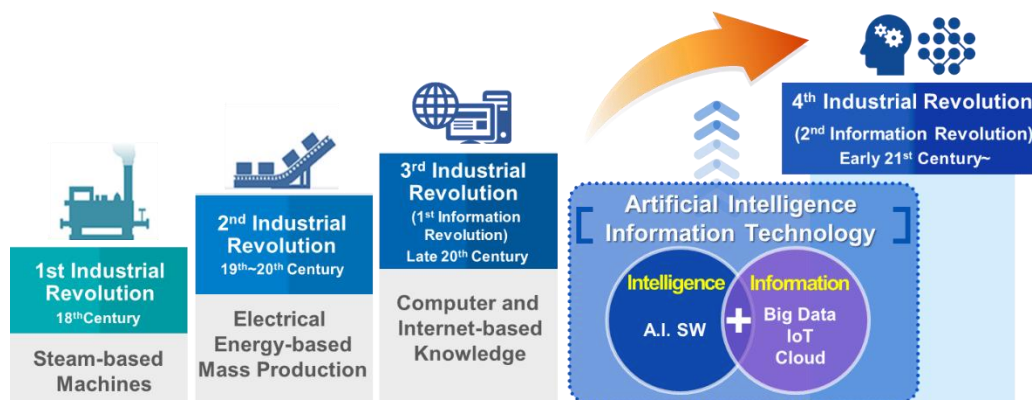 1st Industrial
Revolution
18thCentury
Steam-based
Machines
2nd Industrial
Revolution
19th~20th Century
Electrical
Energy-based
Mass Production
3rd Industrial
Revolution
(1st Information
Revolution)
Late 20th Century
Computer and
Internet-based
Knowledge
Artificial Intelligence
Information Technology
Intelligence
A.I. SW
+
Information
Big Data
IoT
Cloud
4th Industrial Revolution
(2nd Information Revolution)
Early 21st Century~